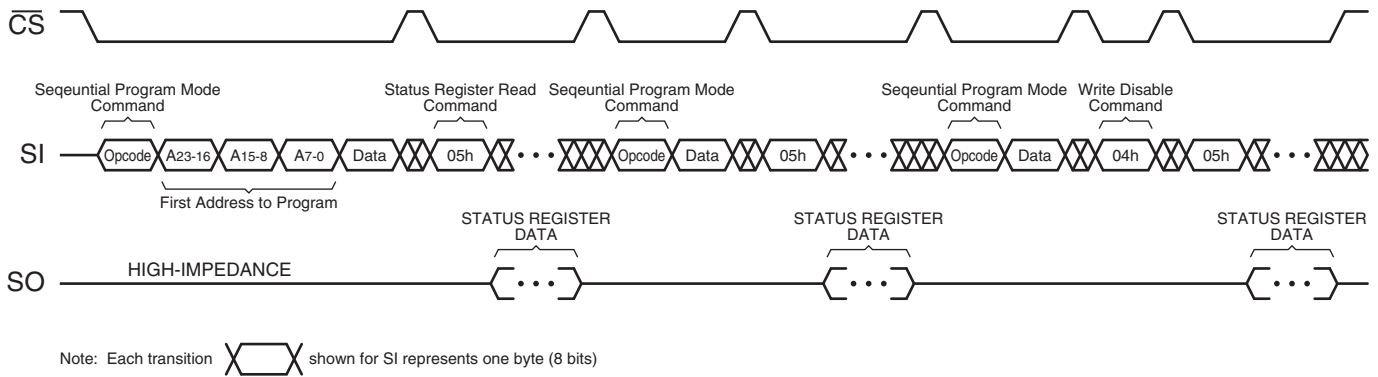 CS
Seqeuntial Program Mode
Command
Status Register Read
Command
Seqeuntial Program Mode
Command
Seqeuntial Program Mode
Command
Write Disable
Command
SI
Opcode A23-16 A15-8 A7-0 Data 05h Opcode Data 05h Opcode Data 04h 05h
First Address to Program
STATUS REGISTER
DATA
STATUS REGISTER
DATA
STATUS REGISTER
DATA
SO
HIGH-IMPEDANCE
Note: Each transition shown for SI represents one byte (8 bits)